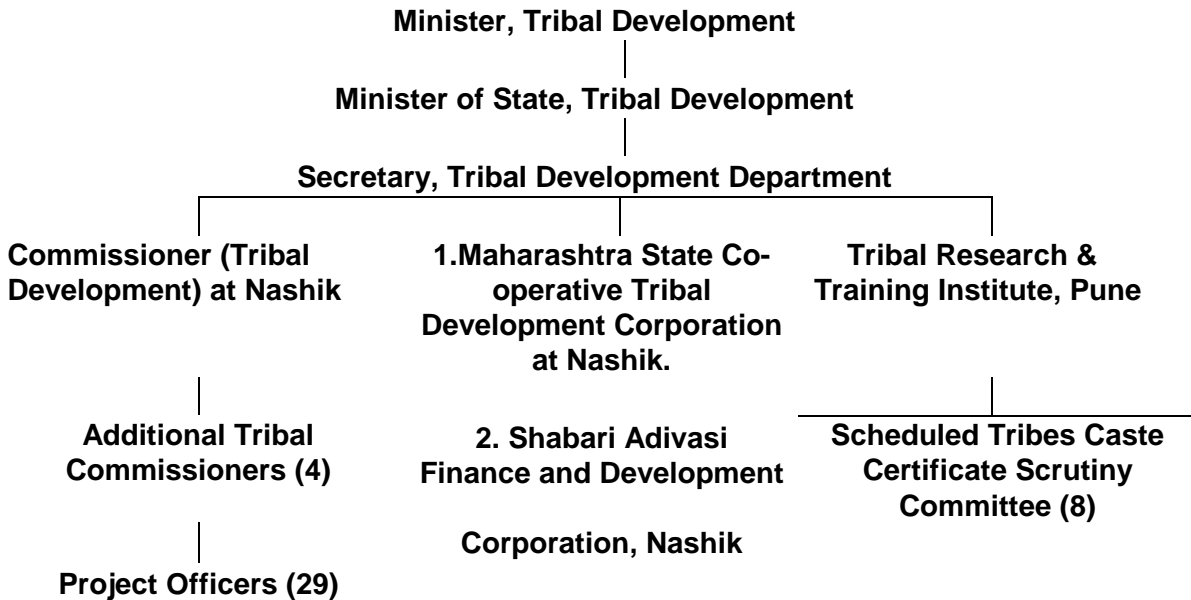 Minister, Tribal Development
Minister of State, Tribal Development
Secretary, Tribal Development Department
Commissioner (Tribal
Development) at Nashik
1.Maharashtra State Co-
operative Tribal
Development Corporation
at Nashik.
Tribal Research &
Training Institute, Pune
Additional Tribal
Commissioners (4)
2. Shabari Adivasi
Finance and Development
Corporation, Nashik
Scheduled Tribes Caste
Certificate Scrutiny
Committee (8)
Project Officers (29)